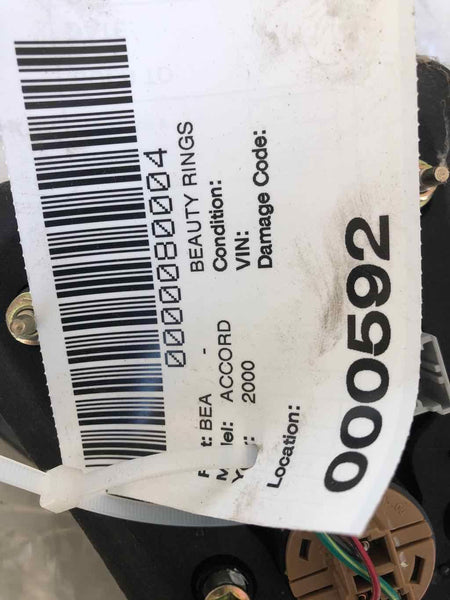 0000080004
BEA - BEAUTY RINGS
ACCORD Condition:
2000 VIN:
Damage Code:
Location:
000592